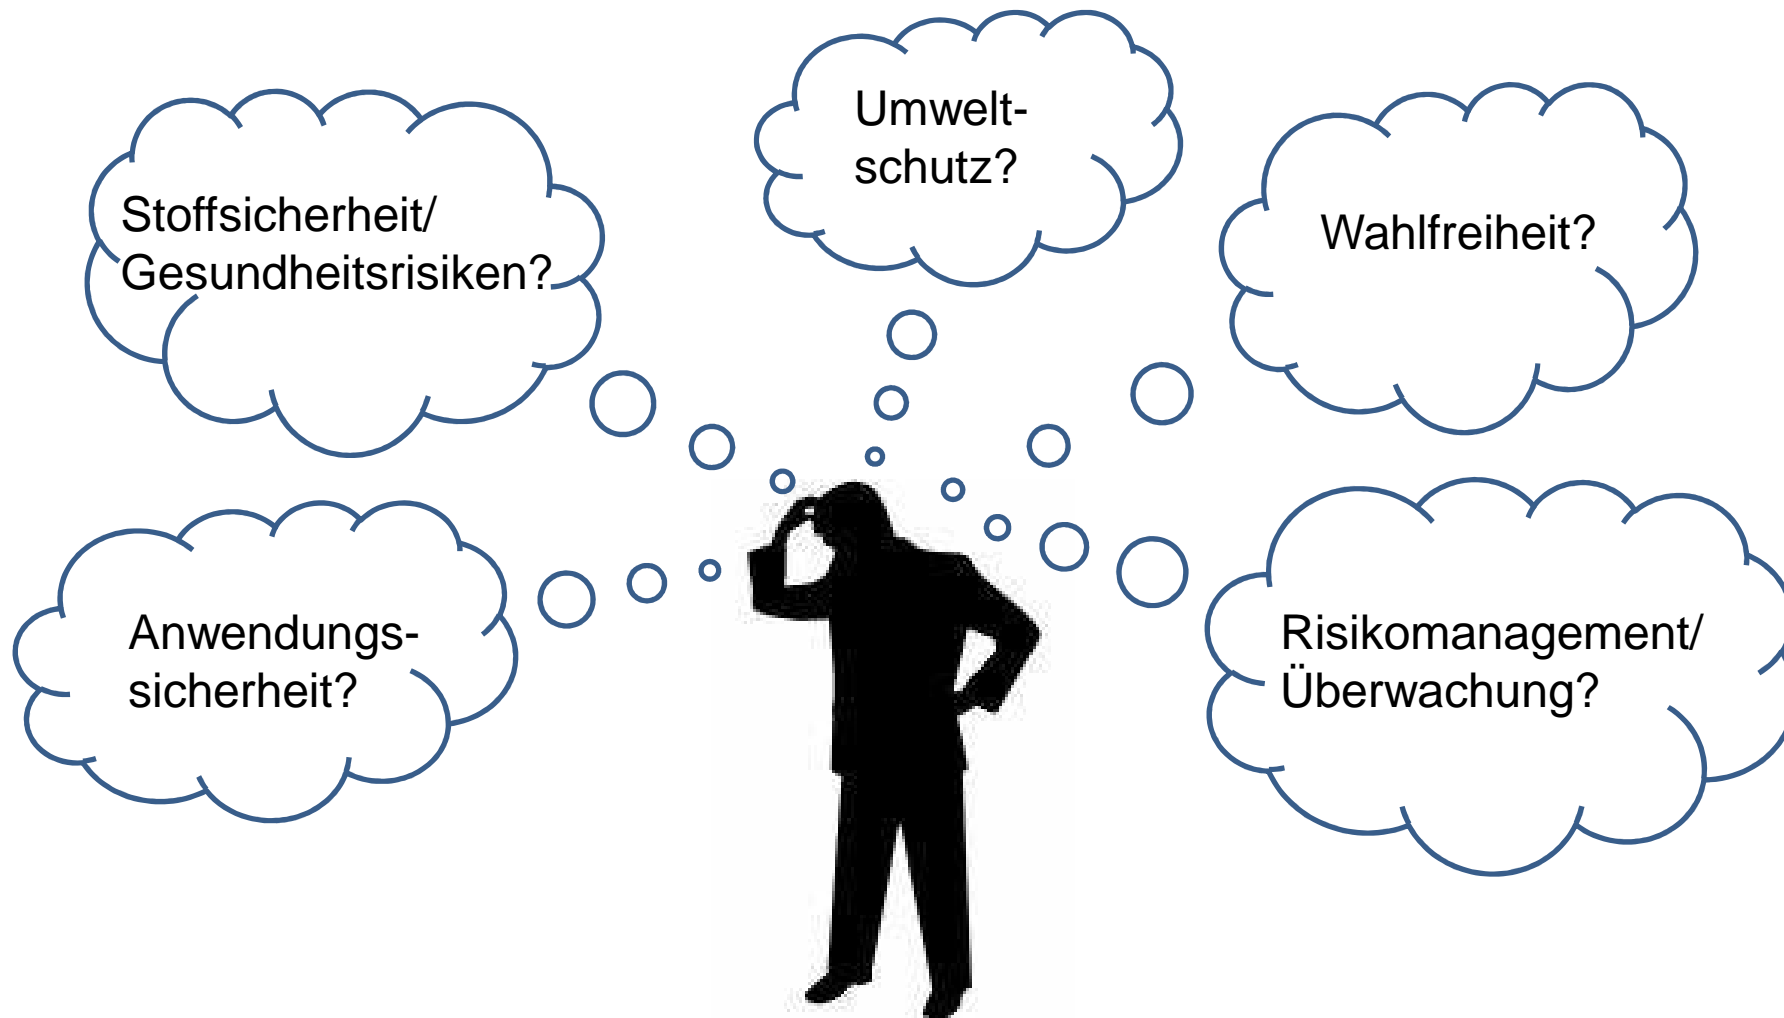 Umwelt-
schutz?
Stoffsicherheit/
Gesundheitsrisiken?
Wahlfreiheit?
Anwendungs-
sicherheit?
Risikomanagement/
Überwachung?